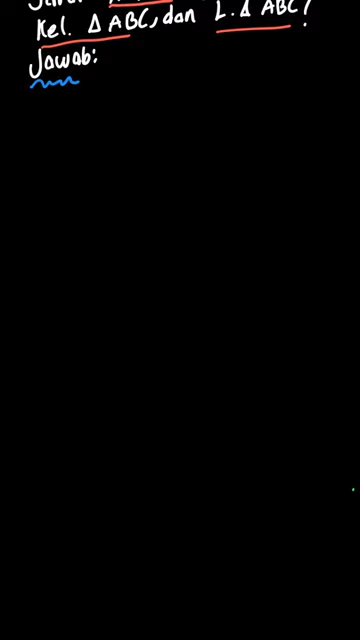 Kel. Δ ABC, dan L. Δ ABC?
Jawab: